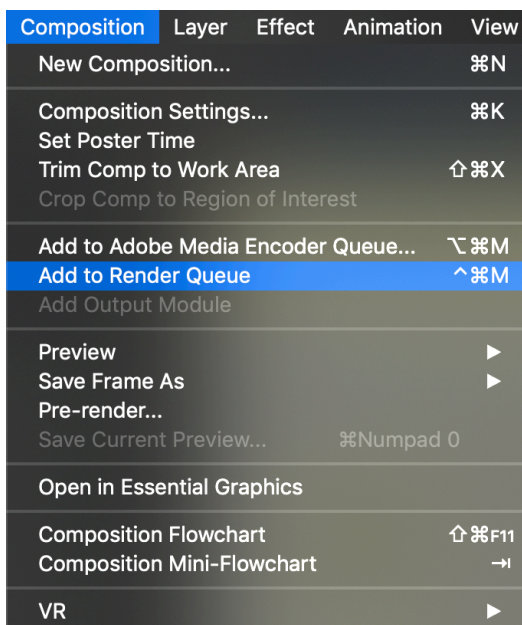 Composition Layer Effect Animation View
New Composition... ⌘N
Composition Settings... ⌘K
Set Poster Time
Trim Comp to Work Area ⇧⌘X
Crop Comp to Region of Interest
Add to Adobe Media Encoder Queue... ⌥⌘M
Add to Render Queue ^⌘M
Add Output Module
Preview ▶
Save Frame As ▶
Pre-render...
Save Current Preview... ⌘Numpad 0
Open in Essential Graphics
Composition Flowchart ⇧⌘F11
Composition Mini-Flowchart ⇥
VR ▶